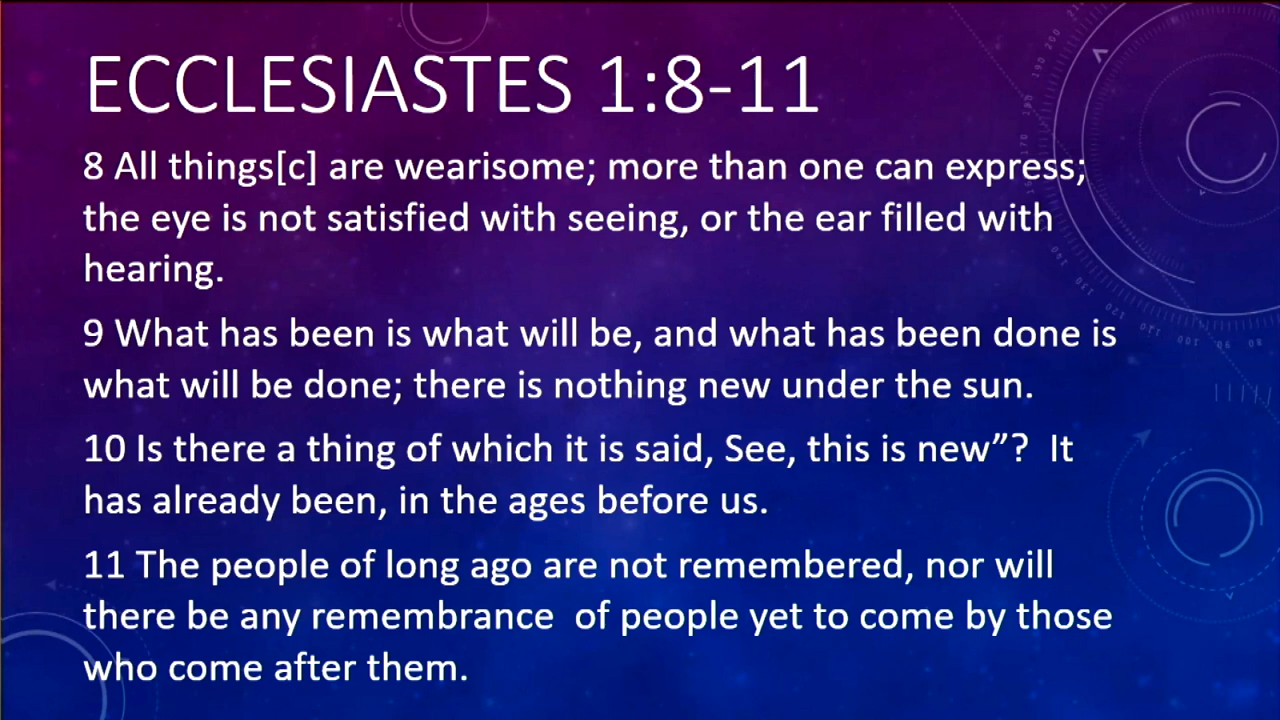 ECCLESIASTES 1:8-11
8 All things[c] are wearisome; more than one can express;
the eye is not satisfied with seeing, or the ear filled with
hearing.
9 What has been is what will be, and what has been done is
what will be done; there is nothing new under the sun.
10 Is there a thing of which it is said, See, this is new”?  It
has already been, in the ages before us.
11 The people of long ago are not remembered, nor will
there be any remembrance  of people yet to come by those
who come after them.